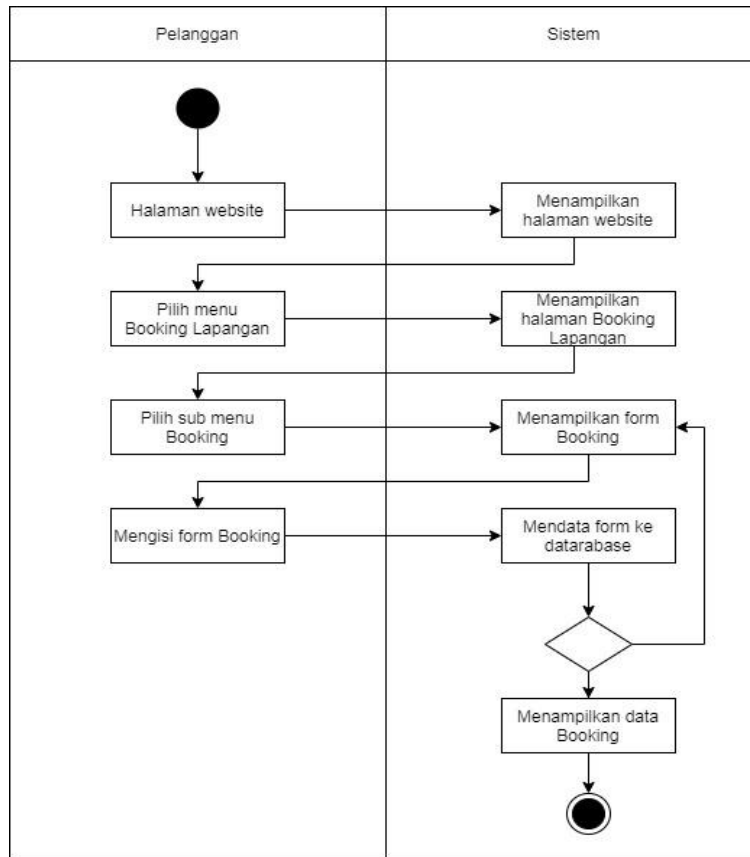 Pelanggan
Sistem
Halaman website
Menampilkan
halaman website
Pilih menu
Booking Lapangan
Menampilkan
halaman Booking
Lapangan
Pilih sub menu
Booking
Menampilkan form
Booking
Mengisi form Booking
Mendata form ke
datarabase
Menampilkan data
Booking